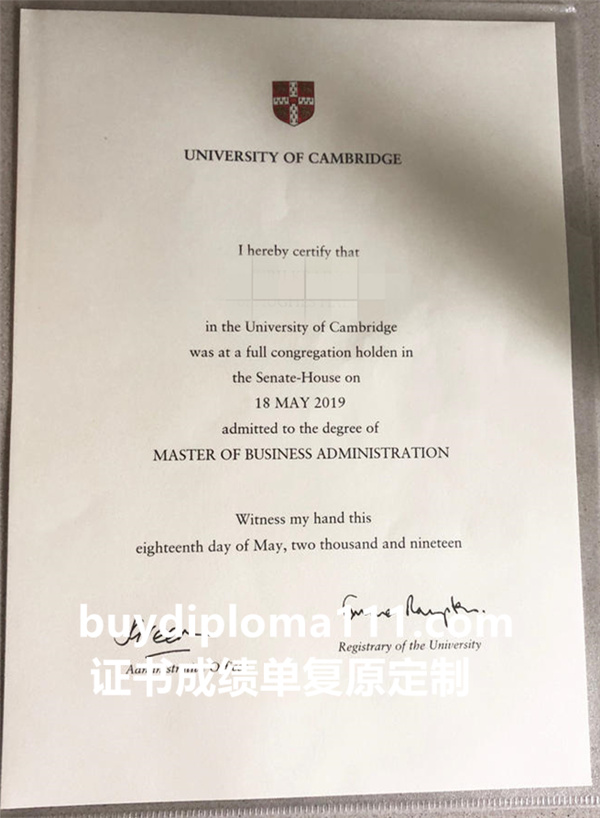 UNIVERSITY OF CAMBRIDGE
I hereby certify that
in the University of Cambridge
was at a full congregation holden in
the Senate-House on
18 MAY 2019
admitted to the degree of
MASTER OF BUSINESS ADMINISTRATION
Witness my hand this
eighteenth day of May, two thousand and nineteen
buydiploma111.com
Registrary of the University
证书成绩单复原定制